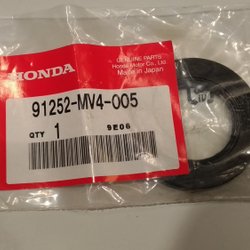 HONDA
GENUINE PARTS
Honda Motor Co., Ltd.
Made in Japan
91252-MV4-005
QTY 1 9E06